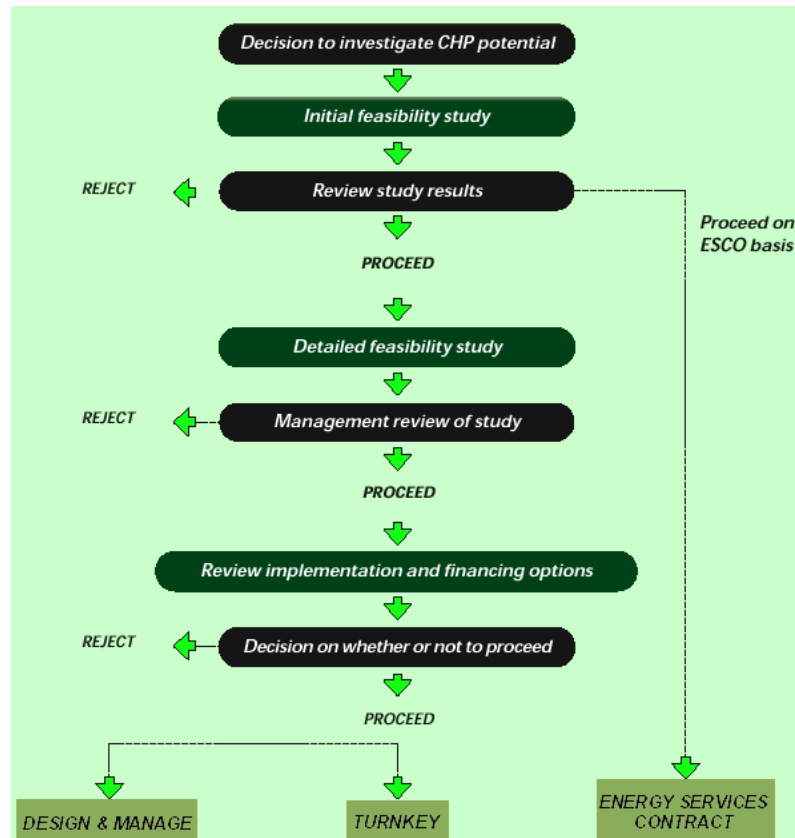 Decision to investigate CHP potential
Initial feasibility study
REJECT
Review study results
Proceed on
ESCO basis
PROCEED
Detailed feasibility study
REJECT
Management review of study
PROCEED
Review implementation and financing options
REJECT
Decision on whether or not to proceed
PROCEED
DESIGN & MANAGE
TURNKEY
ENERGY SERVICES
CONTRACT